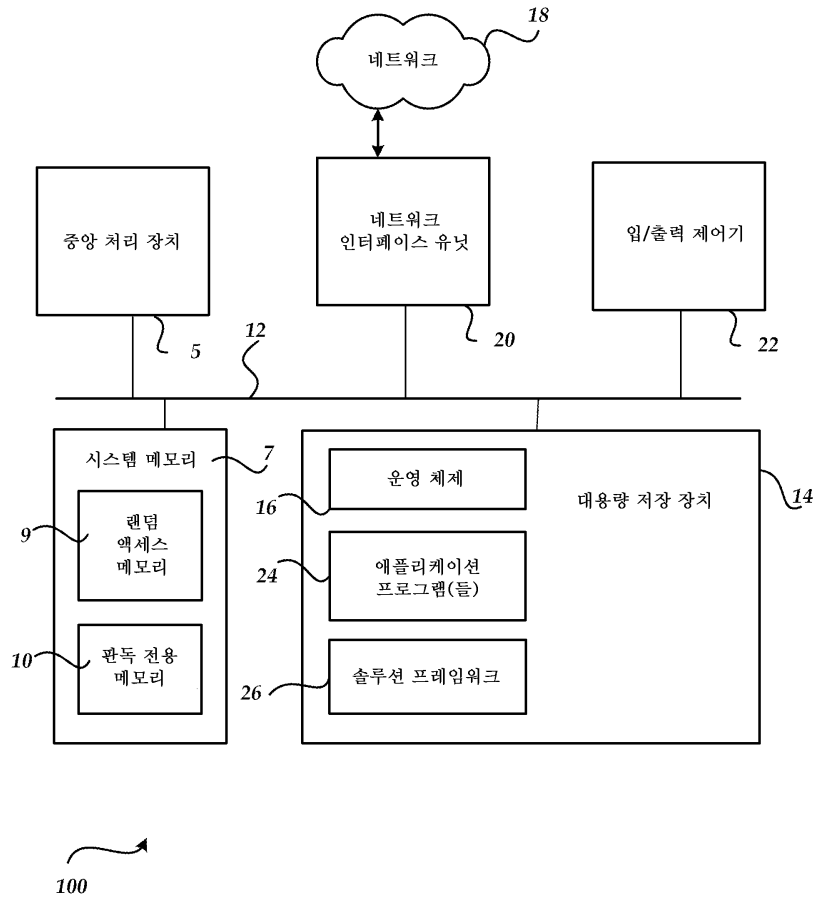 18
네트워크
중앙 처리 장치
네트워크
인터페이스 유닛
입/출력 제어기
5
20
22
12
시스템 메모리
7
랜덤
액세스
메모리
9
판독 전용
메모리
10
운영 체제
16
대용량 저장 장치
14
애플리케이션
프로그램(들)
24
솔루션 프레임워크
26
100